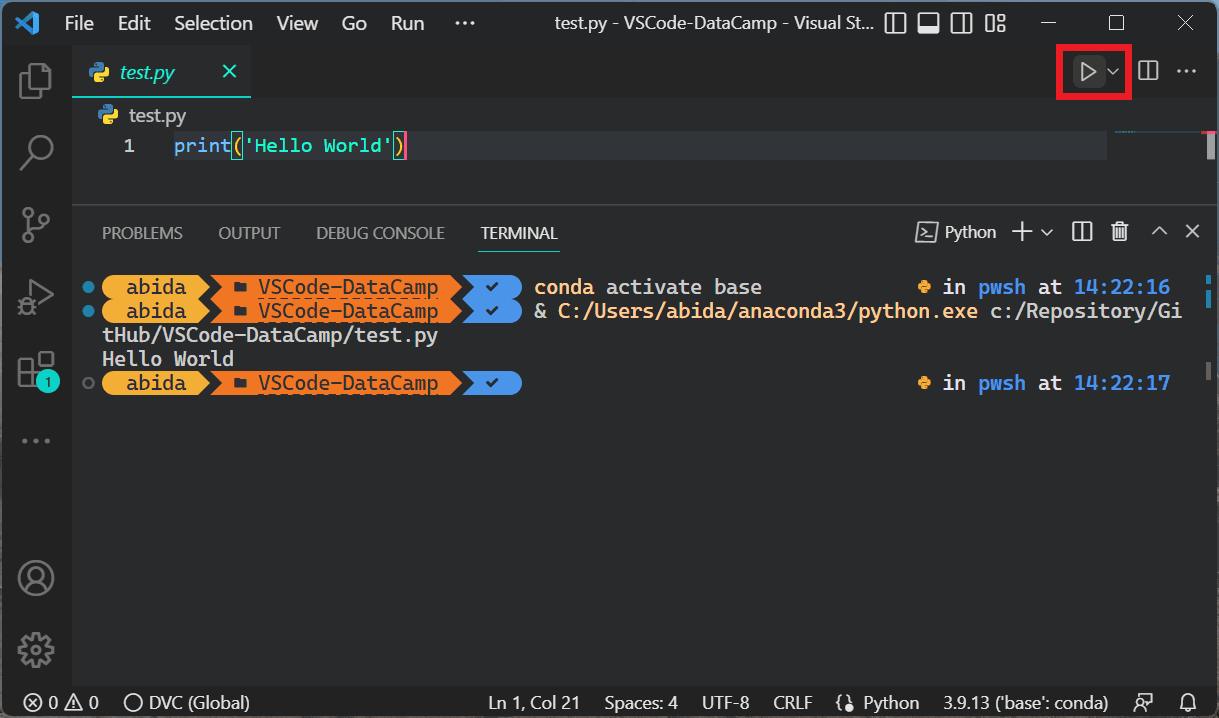 File Edit Selection View Go Run ··· test.py - VSCode-DataCamp - Visual St...
test.py
test.py
1 print('Hello World')
PROBLEMS OUTPUT DEBUG CONSOLE TERMINAL Python
abida VSCode-DataCamp conda activate base in pwsh at 14:22:16
abida VSCode-DataCamp & C:/Users/abida/anaconda3/python.exe c:/Repository/Gi
tHub/VSCode-DataCamp/test.py
Hello World
abida VSCode-DataCamp in pwsh at 14:22:17
1
0 0 DVC (Global) Ln 1, Col 21 Spaces: 4 UTF-8 CRLF Python 3.9.13 ('base': conda)